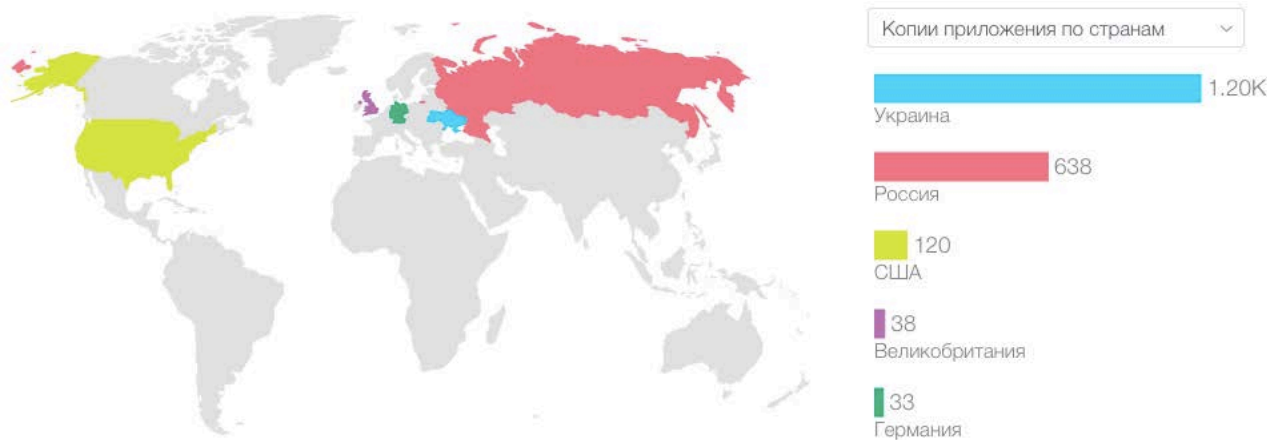 Копии приложения по странам
1.20K
Украина
638
Россия
120
США
38
Великобритания
33
Германия